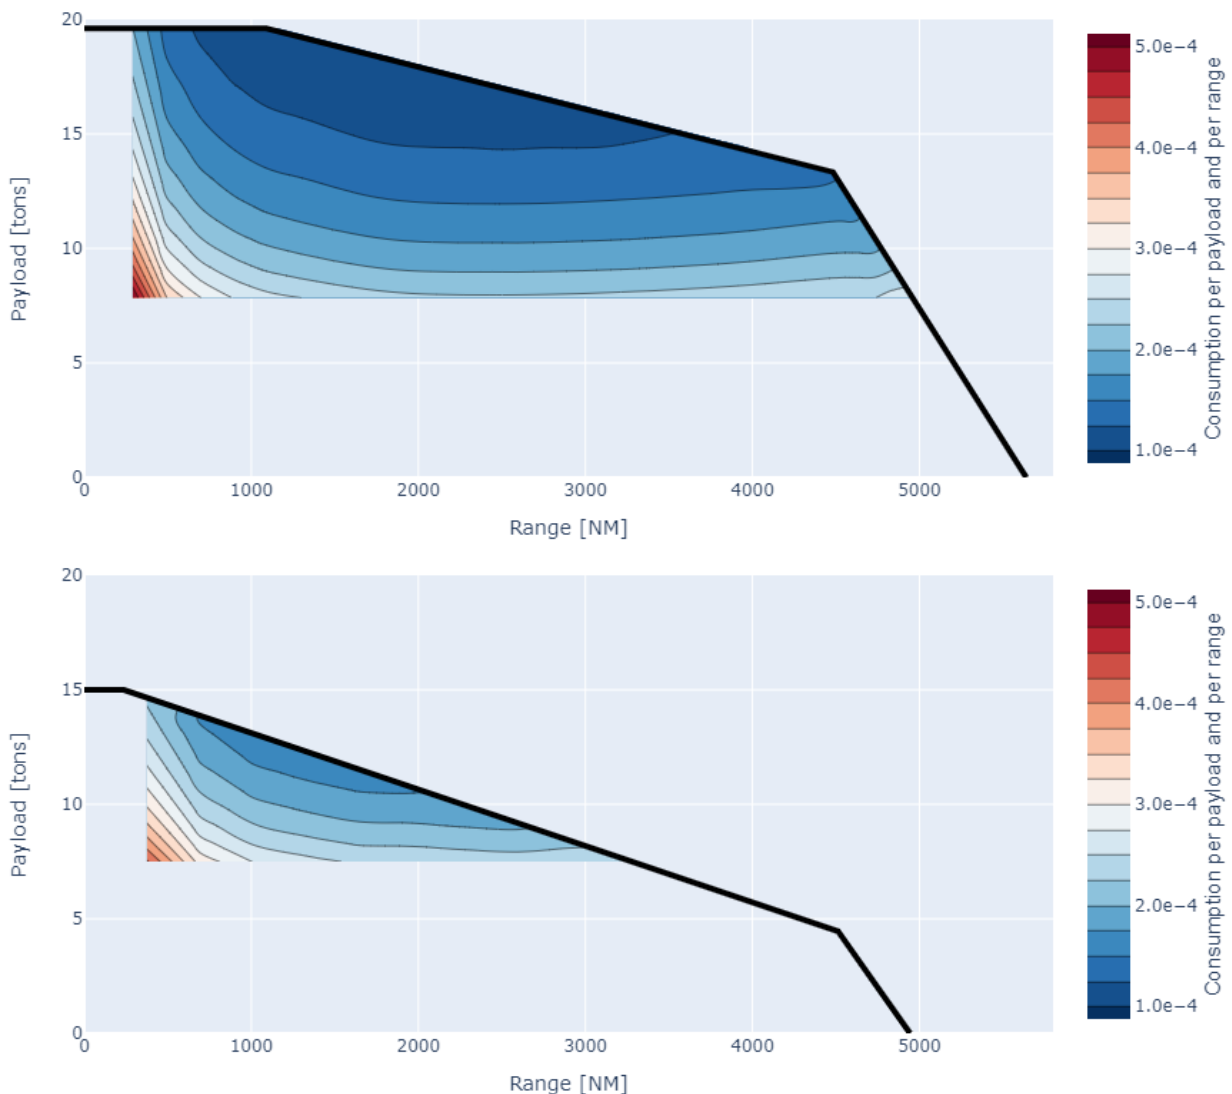 20
15
10
5
0
Payload [tons]
0
1000
2000
3000
4000
5000
Range [NM]
5.0e−4
4.0e−4
3.0e−4
2.0e−4
1.0e−4
Consumption per payload and per range
20
15
10
5
0
Payload [tons]
0
1000
2000
3000
4000
5000
Range [NM]
5.0e−4
4.0e−4
3.0e−4
2.0e−4
1.0e−4
Consumption per payload and per range